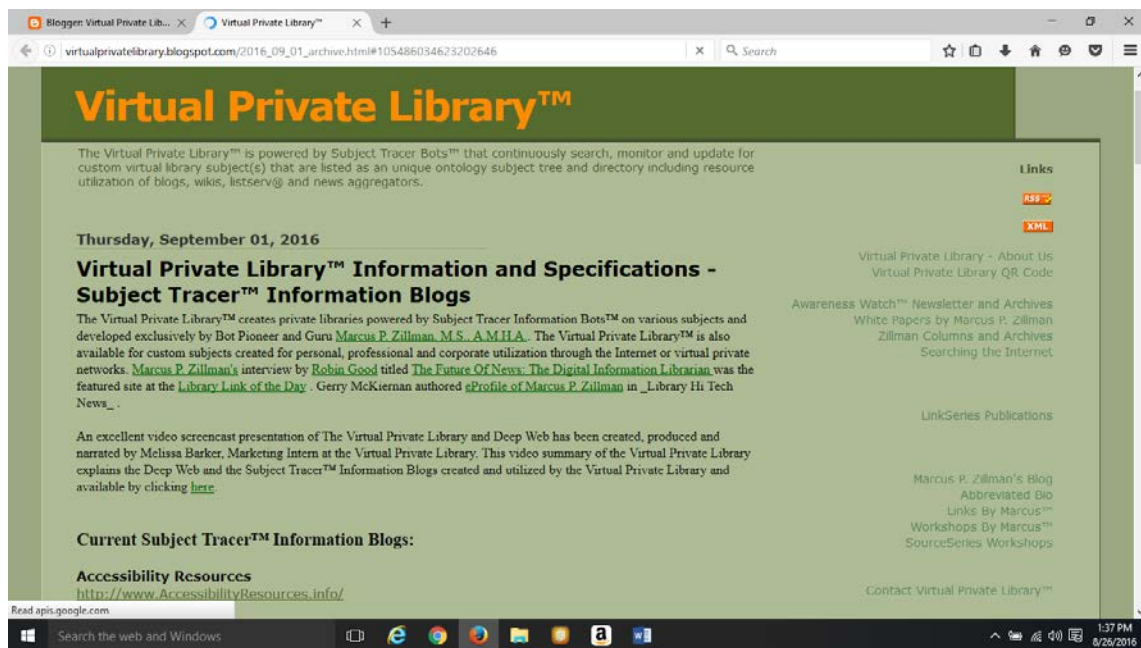 Blogger: Virtual Private Lib...
Virtual Private Library™
virtualprivatelibrary.blogspot.com/2016_09_01_archive.html#105486034623202646
Search
Virtual Private Library™
The Virtual Private Library™ is powered by Subject Tracer Bots™ that continuously search, monitor and update for
custom virtual library subject(s) that are listed as an unique ontology subject tree and directory including resource
utilization of blogs, wikis, listserv® and news aggregators.
Thursday, September 01, 2016
Virtual Private Library™ Information and Specifications -
Subject Tracer™ Information Blogs
The Virtual Private Library™ creates private libraries powered by Subject Tracer Information Bots™ on various subjects and
developed exclusively by Bot Pioneer and Guru Marcus P. Zillman, M.S., A.M.H.A.. The Virtual Private Library™ is also
available for custom subjects created for personal, professional and corporate utilization through the Internet or virtual private
networks. Marcus P. Zillman's interview by Robin Good titled The Future Of News: The Digital Information Librarian was the
featured site at the Library Link of the Day . Gerry McKiernan authored eProfile of Marcus P. Zillman in _Library Hi Tech
News_ .
An excellent video screencast presentation of The Virtual Private Library and Deep Web has been created, produced and
narrated by Melissa Barker, Marketing Intern at the Virtual Private Library. This video summary of the Virtual Private Library
explains the Deep Web and the Subject Tracer™ Information Blogs created and utilized by the Virtual Private Library and
available by clicking here.
Current Subject Tracer™ Information Blogs:
Accessibility Resources
http://www.AccessibilityResources.info/
Links
RSS
XML
Virtual Private Library - About Us
Virtual Private Library QR Code
Awareness Watch™ Newsletter and Archives
White Papers by Marcus P. Zillman
Zillman Columns and Archives
Searching the Internet
LinkSeries Publications
Marcus P. Zillman's Blog
Abbreviated Bio
Links By Marcus™
Workshops By Marcus™
SourceSeries Workshops
Contact Virtual Private Library™
Read apis.google.com
Search the web and Windows
1:37 PM
8/26/2016